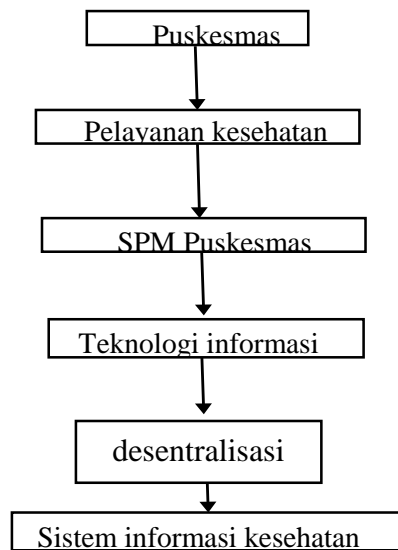 Puskesmas
Pelayanan kesehatan
SPM Puskesmas
Teknologi informasi
desentralisasi
Sistem informasi kesehatan